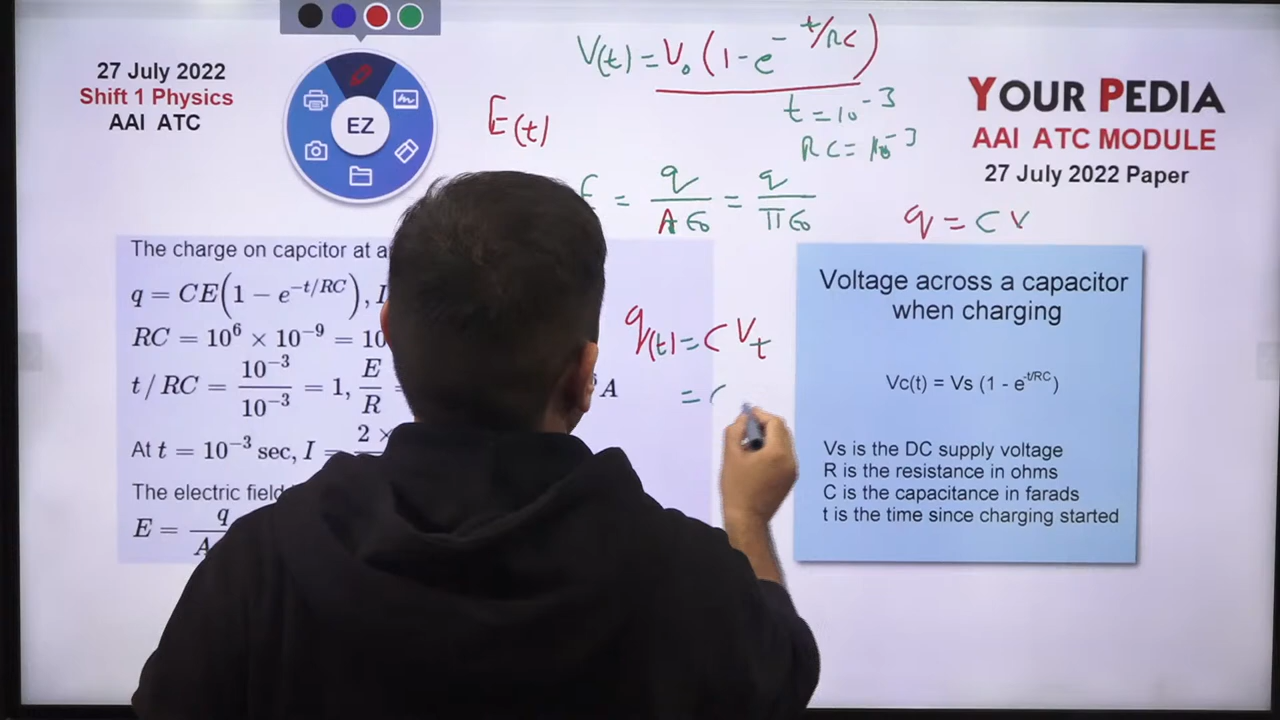 27 July 2022
Shift 1 Physics
AAI ATC
EZ
V(t) = V₀ (1 - e^{-t/RC})
t = 10^{-3}
RC = 10^{-3}
E(t)
= q/Aϵ₀ = q/πϵ₀
q = CV
q(t) = C V_t
= C
YOUR PEDIA
AAI ATC MODULE
27 July 2022 Paper
The charge on capcitor at
q = CE(1 − e^{−t/RC}), I
RC = 10^6 × 10^{−9} = 10
t / RC = 10^{−3}/10^{−3} = 1, E/R
A
At t = 10^{−3} sec, I = 2 ×
The electric field
E = q/A
Voltage across a capacitor
when charging
Vc(t) = Vs (1 - e^{-t/RC})
Vs is the DC supply voltage
R is the resistance in ohms
C is the capacitance in farads
t is the time since charging started